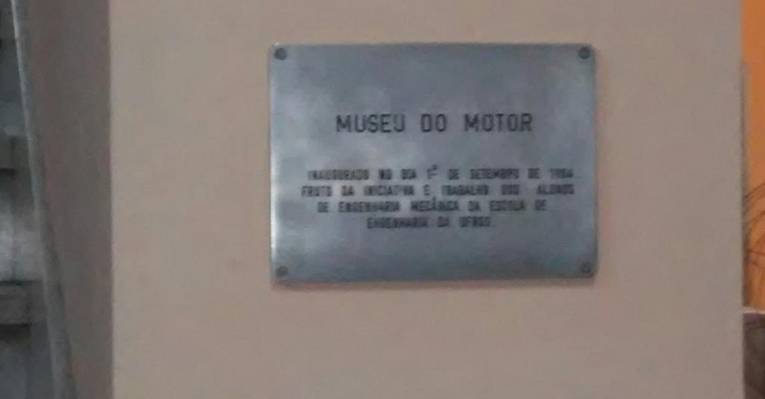 MUSEU DO MOTOR
INAUGURADO NO DIA 1º DE SETEMBRO DE 1984
FRUTO DA INICIATIVA E TRABALHO DOS ALUNOS
DE ENGENHARIA MECÂNICA DA ESCOLA DE
ENGENHARIA DA UFRGS